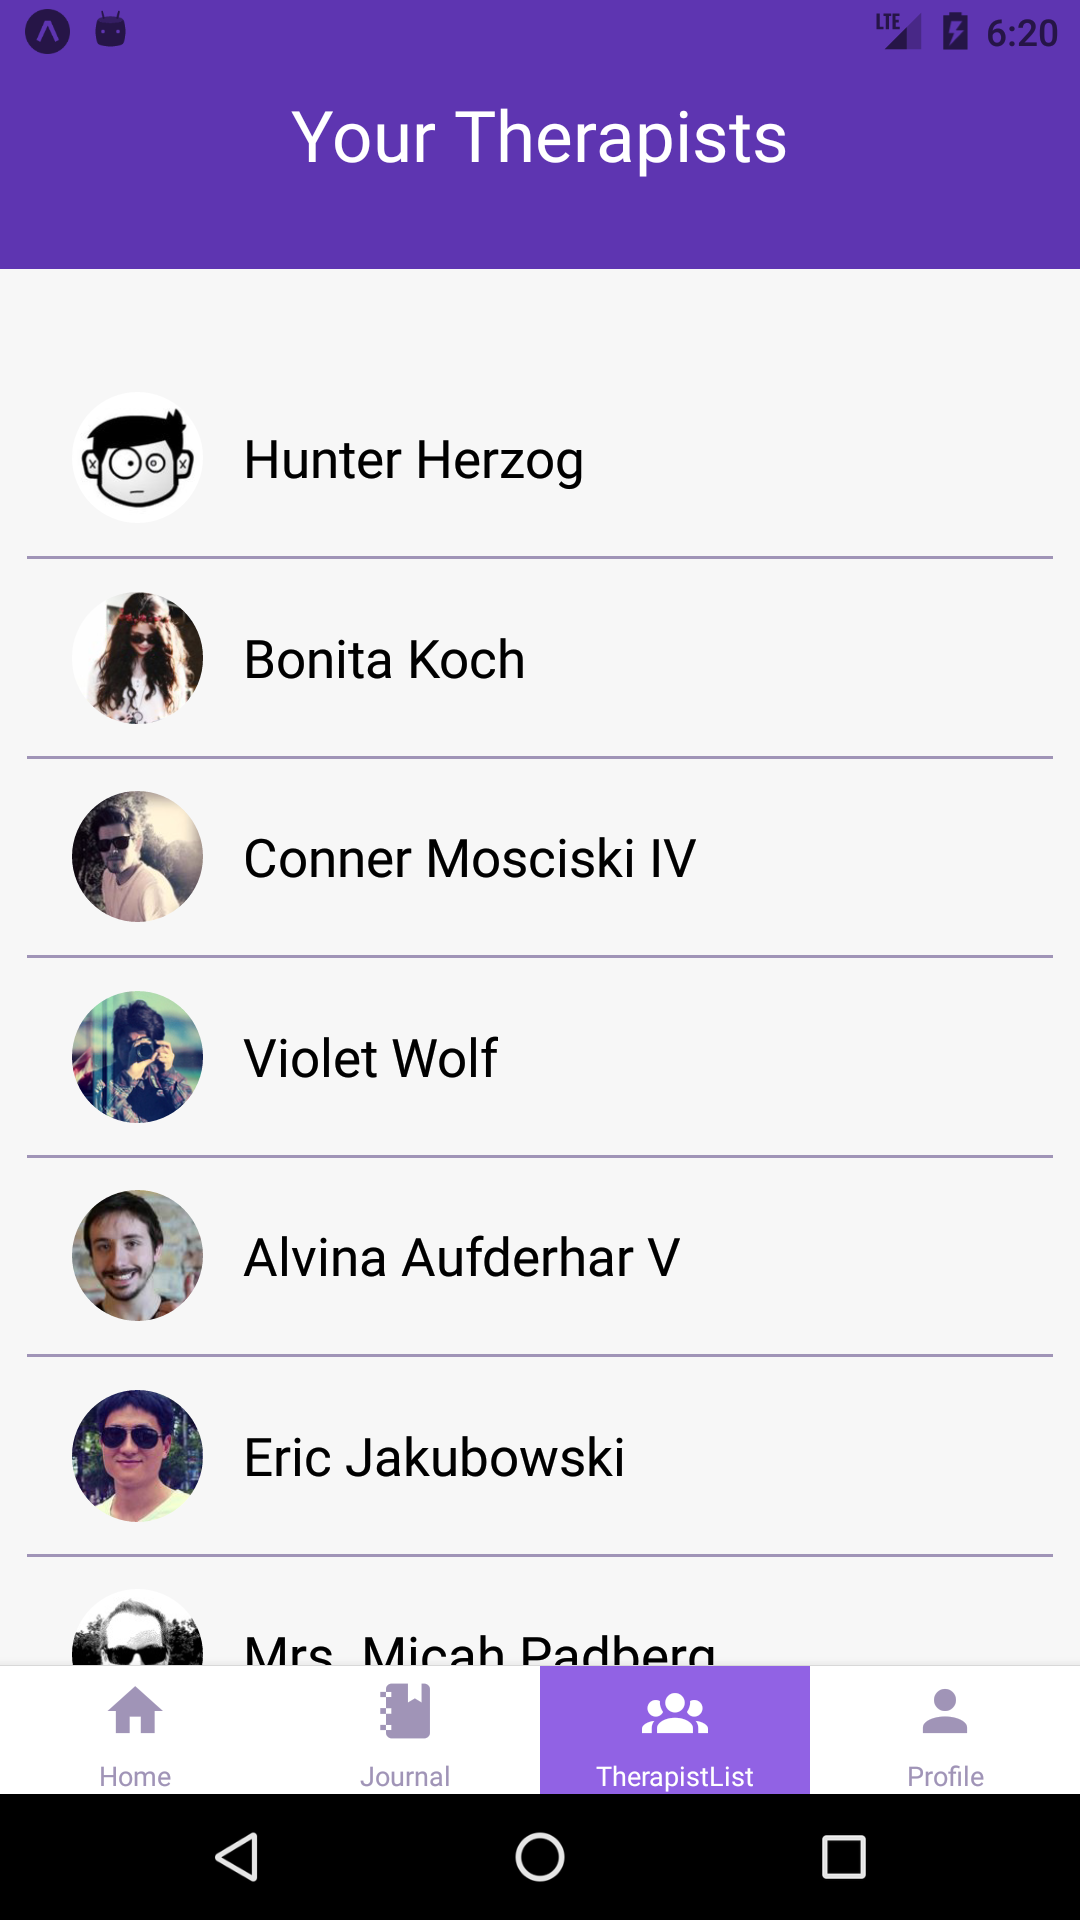 LTE 6:20
Your Therapists
Hunter Herzog
Bonita Koch
Conner Mosciski IV
Violet Wolf
Alvina Aufderhar V
Eric Jakubowski
Mrs. Micah Padberg
Home Journal TherapistList Profile